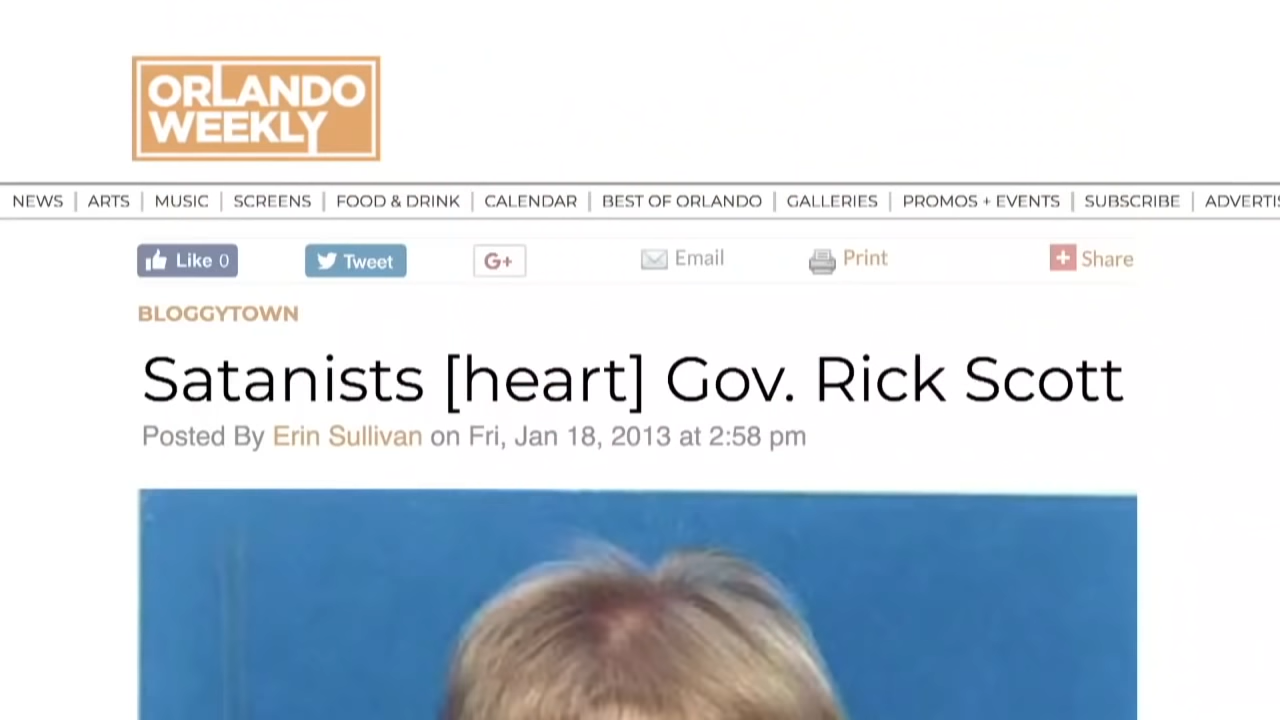 ORLANDO
WEEKLY
NEWS | ARTS | MUSIC | SCREENS | FOOD & DRINK | CALENDAR | BEST OF ORLANDO | GALLERIES | PROMOS + EVENTS | SUBSCRIBE | ADVERTIS
Like 0 Tweet G+ Email Print Share
BLOGGYTOWN
Satanists [heart] Gov. Rick Scott
Posted By Erin Sullivan on Fri, Jan 18, 2013 at 2:58 pm